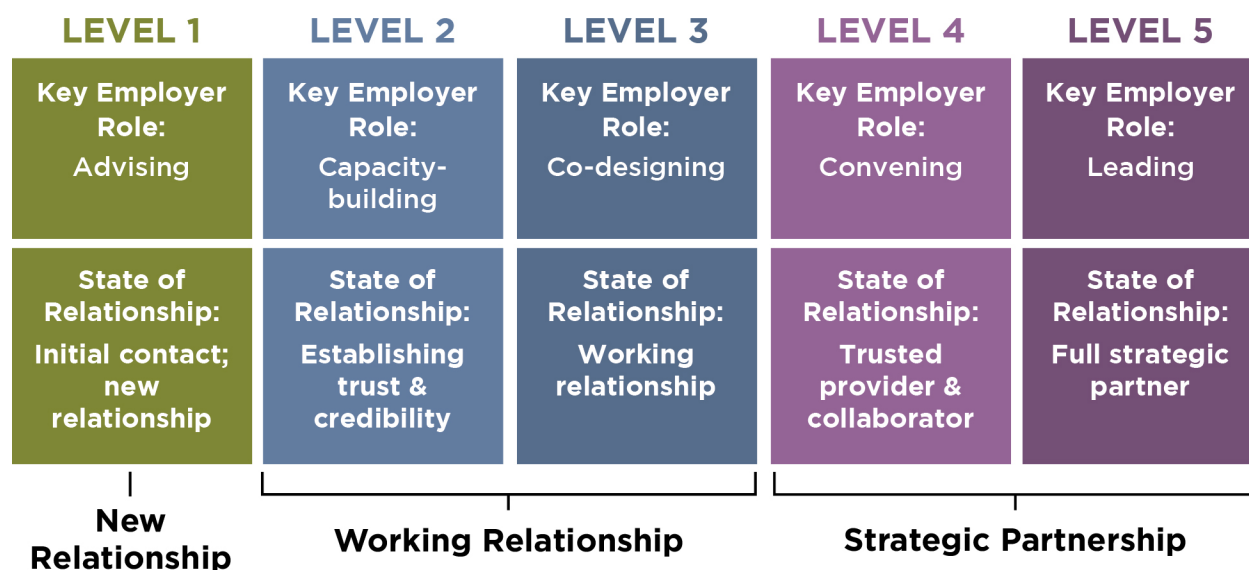 LEVEL 1
Key Employer
Role:
Advising
State of
Relationship:
Initial contact;
new
relationship
LEVEL 2
Key Employer
Role:
Capacity-
building
State of
Relationship:
Establishing
trust &
credibility
LEVEL 3
Key Employer
Role:
Co-designing
State of
Relationship:
Working
relationship
LEVEL 4
Key Employer
Role:
Convening
State of
Relationship:
Trusted
provider &
collaborator
LEVEL 5
Key Employer
Role:
Leading
State of
Relationship:
Full strategic
partner
New
Relationship
Working Relationship
Strategic Partnership